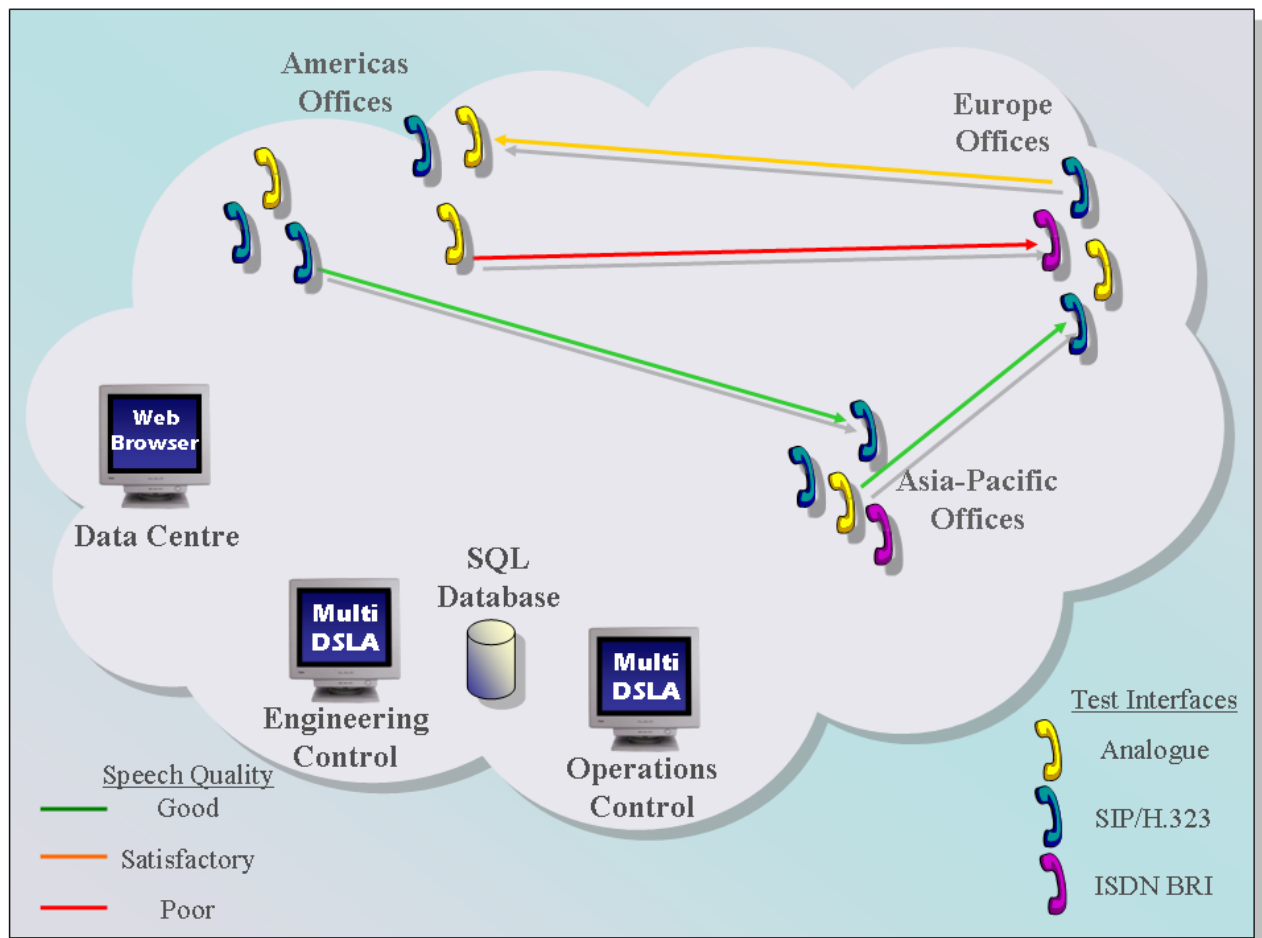 Americas
Offices
Europe
Offices
Web
Browser
Data Centre
Asia-Pacific
Offices
SQL
Database
Multi
DSLA
Engineering
Control
Multi
DSLA
Operations
Control
Speech Quality
Good
Satisfactory
Poor
Test Interfaces
Analogue
SIP/H.323
ISDN BRI